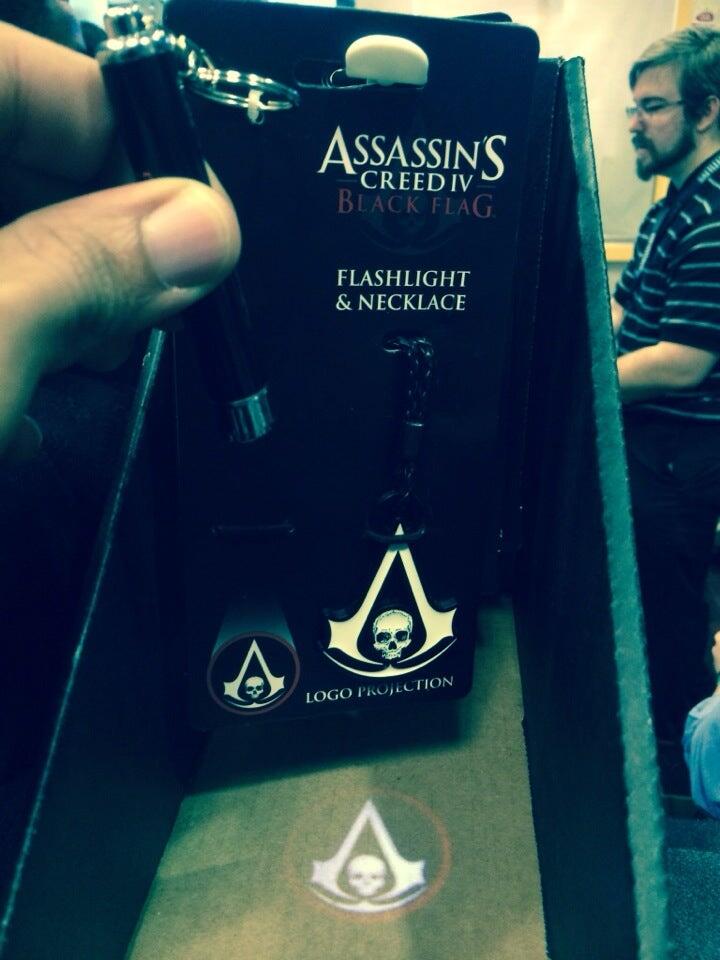 ASSASSIN'S
CREED IV
BLACK FLAG
FLASHLIGHT
& NECKLACE
LOGO PROJECTION